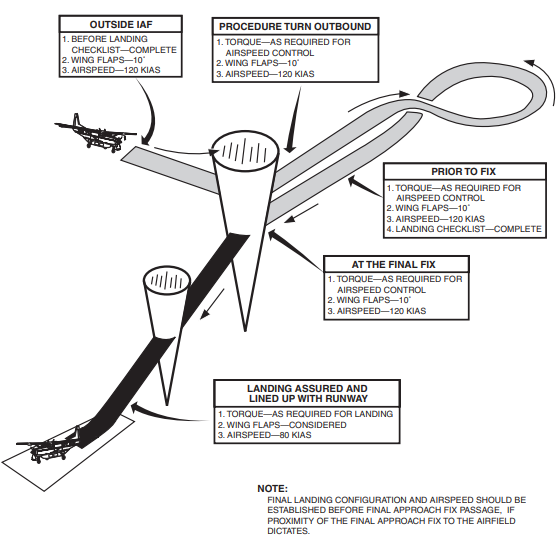 OUTSIDE IAF
1. BEFORE LANDING
CHECKLIST—COMPLETE
2. WING FLAPS—10°
3. AIRSPEED—120 KIAS
PROCEDURE TURN OUTBOUND
1. TORQUE—AS REQUIRED FOR
AIRSPEED CONTROL
2. WING FLAPS—10°
3. AIRSPEED—120 KIAS
PRIOR TO FIX
1. TORQUE—AS REQUIRED FOR
AIRSPEED CONTROL
2. WING FLAPS—10°
3. AIRSPEED—120 KIAS
4. LANDING CHECKLIST—COMPLETE
AT THE FINAL FIX
1. TORQUE—AS REQUIRED FOR
AIRSPEED CONTROL
2. WING FLAPS—10°
3. AIRSPEED—120 KIAS
LANDING ASSURED AND
LINED UP WITH RUNWAY
1. TORQUE—AS REQUIRED FOR LANDING
2. WING FLAPS—CONSIDERED
3. AIRSPEED—80 KIAS
NOTE:
FINAL LANDING CONFIGURATION AND AIRSPEED SHOULD BE
ESTABLISHED BEFORE FINAL APPROACH FIX PASSAGE, IF
PROXIMITY OF THE FINAL APPROACH FIX TO THE AIRFIELD
DICTATES.